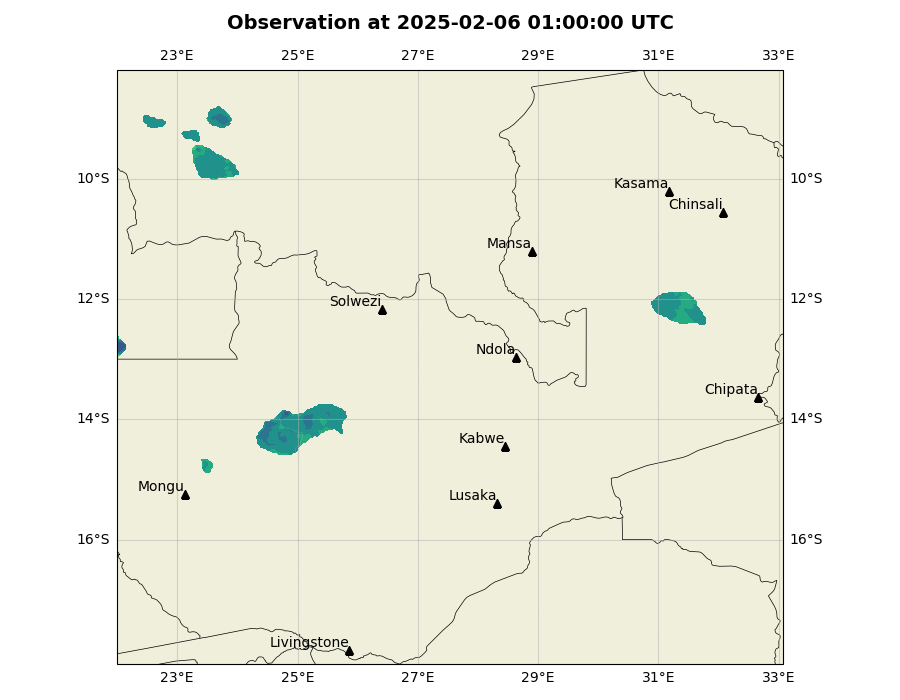 Observation at 2025-02-06 01:00:00 UTC
23°E 25°E 27°E 29°E 31°E 33°E
10°S 10°S
Kasama
Chinsali
Mansa
12°S 12°S
Solwezi
Ndola
Chipata
14°S 14°S
Kabwe
Mongu
Lusaka
16°S 16°S
Livingstone
23°E 25°E 27°E 29°E 31°E 33°E